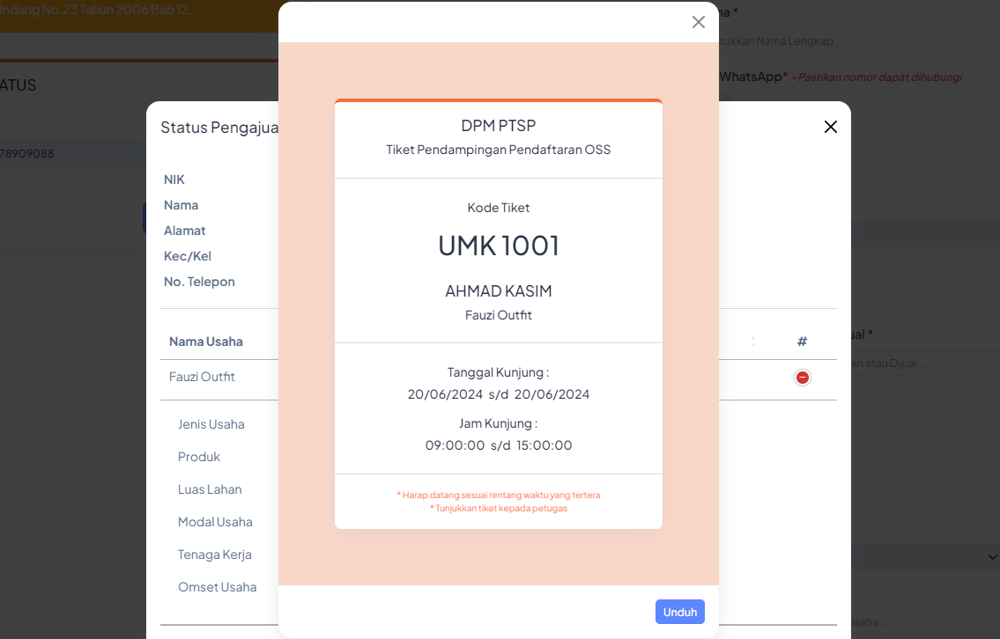 Undang No.23 Tahun 2006 Bab 12.
ATUS
78909088
Status Pengajua
NIK
Nama
Alamat
Kec/Kel
No. Telepon
Nama Usaha
#
Fauzi Outfit
Jenis Usaha
Produk
Luas Lahan
Modal Usaha
Tenaga Kerja
Omset Usaha
DPM PTSP
Tiket Pendampingan Pendaftaran OSS
Kode Tiket
UMK 1001
AHMAD KASIM
Fauzi Outfit
Tanggal Kunjung :
20/06/2024 s/d 20/06/2024
Jam Kunjung :
09:00:00 s/d 15:00:00
* Harap datang sesuai rentang waktu yang tertera
* Tunjukkan tiket kepada petugas
Unduh
na *
sukkan Nama Lengkap ...
WhatsApp* ~Pastikan nomor dapat dihubungi
ual *
an atau Dijual ...
usaha ...